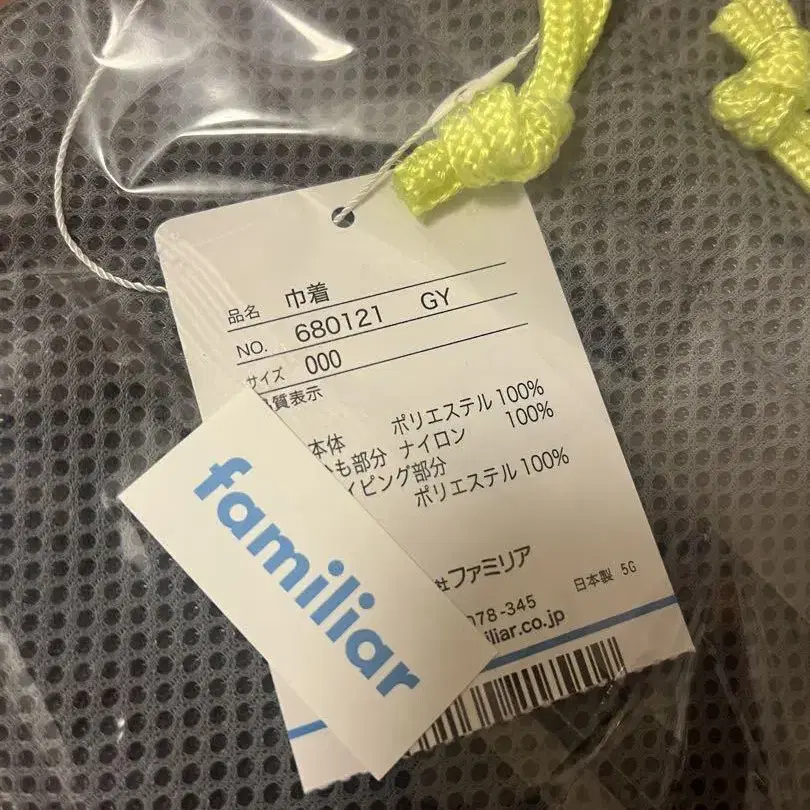 品名 巾着
NO. 680121 GY
サイズ 000
質表示
本体 ポリエステル 100%
も部分 ナイロン 100%
イピング部分
ポリエステル 100%
社ファミリア
日本製 5G
078-345
iliar.co.jp
familiar